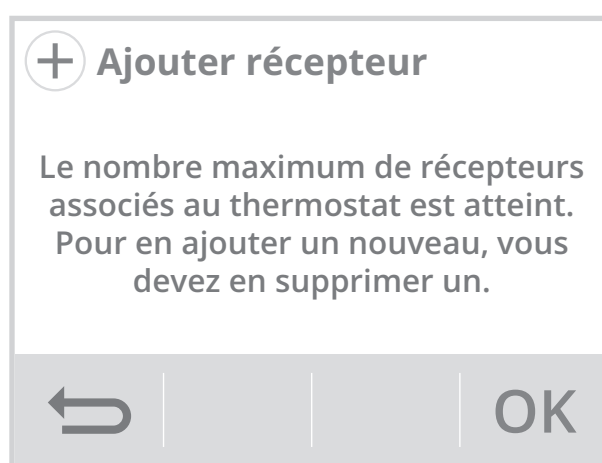 Ajouter récepteur
Le nombre maximum de récepteurs
associés au thermostat est atteint.
Pour en ajouter un nouveau, vous
devez en supprimer un.
OK